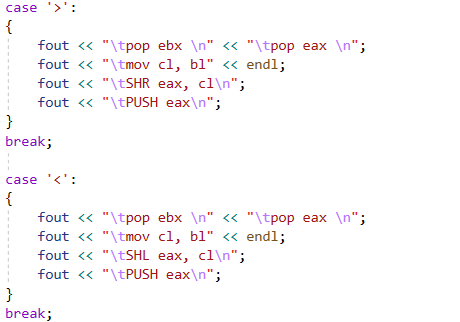 case '>':
{
fout << "\tpop ebx \n" << "\tpop eax \n";
fout << "\tmov cl, bl" << endl;
fout << "\tSHR eax, cl\n";
fout << "\tPUSH eax\n";
}
break;
case '<':
{
fout << "\tpop ebx \n" << "\tpop eax \n";
fout << "\tmov cl, bl" << endl;
fout << "\tSHL eax, cl\n";
fout << "\tPUSH eax\n";
}
break;